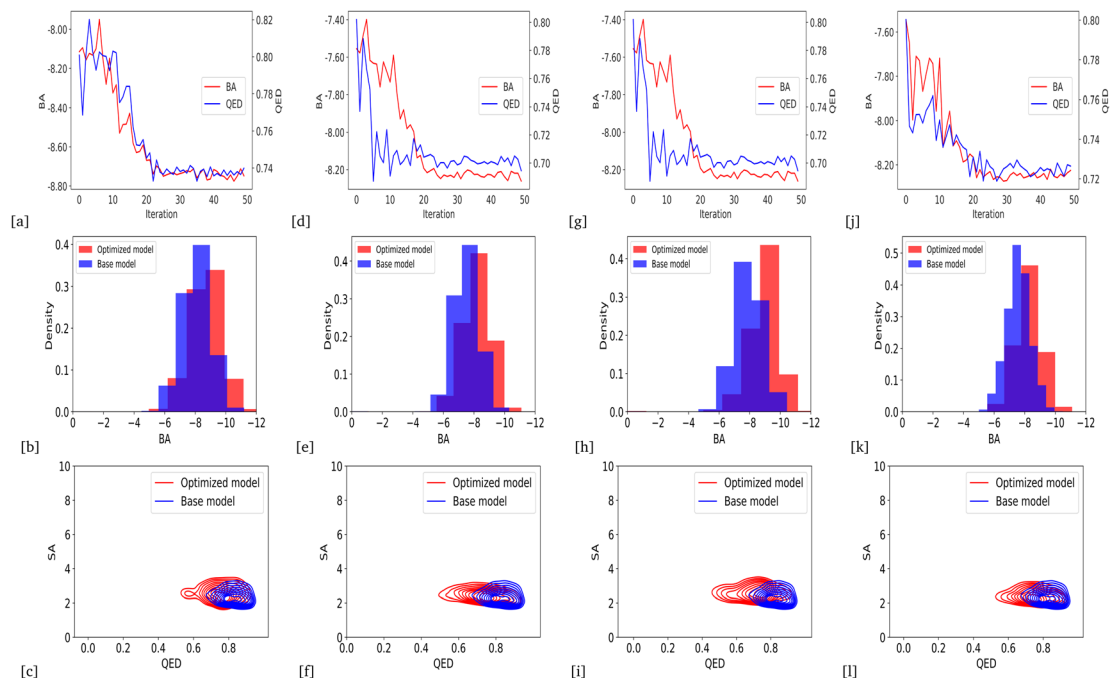 -8.00
-8.20
-8.40
-8.60
-8.80
BA
0.82
0.80
0.78
0.76
0.74
QED
BA
QED
0 10 20 30 40 50
Iteration
[a]
-7.40
-7.60
-7.80
-8.00
-8.20
BA
0.80
0.78
0.76
0.74
0.72
0.70
QED
BA
QED
0 10 20 30 40 50
Iteration
[d]
-7.40
-7.60
-7.80
-8.00
-8.20
BA
0.80
0.78
0.76
0.74
0.72
0.70
QED
BA
QED
0 10 20 30 40 50
Iteration
[g]
-7.60
-7.80
-8.00
-8.20
BA
0.80
0.78
0.76
0.74
0.72
QED
BA
QED
0 10 20 30 40 50
Iteration
[j]
0.4
0.3
0.2
0.1
0.0
Density
Optimized model
Base model
0 −2 −4 −6 −8 −10 −12
BA
[b]
0.4
0.3
0.2
0.1
0.0
Density
Optimized model
Base model
0 −2 −4 −6 −8 −10 −12
BA
[e]
0.4
0.3
0.2
0.1
0.0
Density
Optimized model
Base model
0 −2 −4 −6 −8 −10 −12
BA
[h]
0.5
0.4
0.3
0.2
0.1
0.0
Density
Optimized model
Base model
0 −2 −4 −6 −8 −10 −12
BA
[k]
10
8
6
4
2
0
SA
Optimized model
Base model
0.0 0.2 0.4 0.6 0.8
QED
[c]
10
8
6
4
2
0
SA
Optimized model
Base model
0.0 0.2 0.4 0.6 0.8
QED
[f]
10
8
6
4
2
0
SA
Optimized model
Base model
0.0 0.2 0.4 0.6 0.8
QED
[i]
10
8
6
4
2
0
SA
Optimized model
Base model
0.0 0.2 0.4 0.6 0.8
QED
[l]